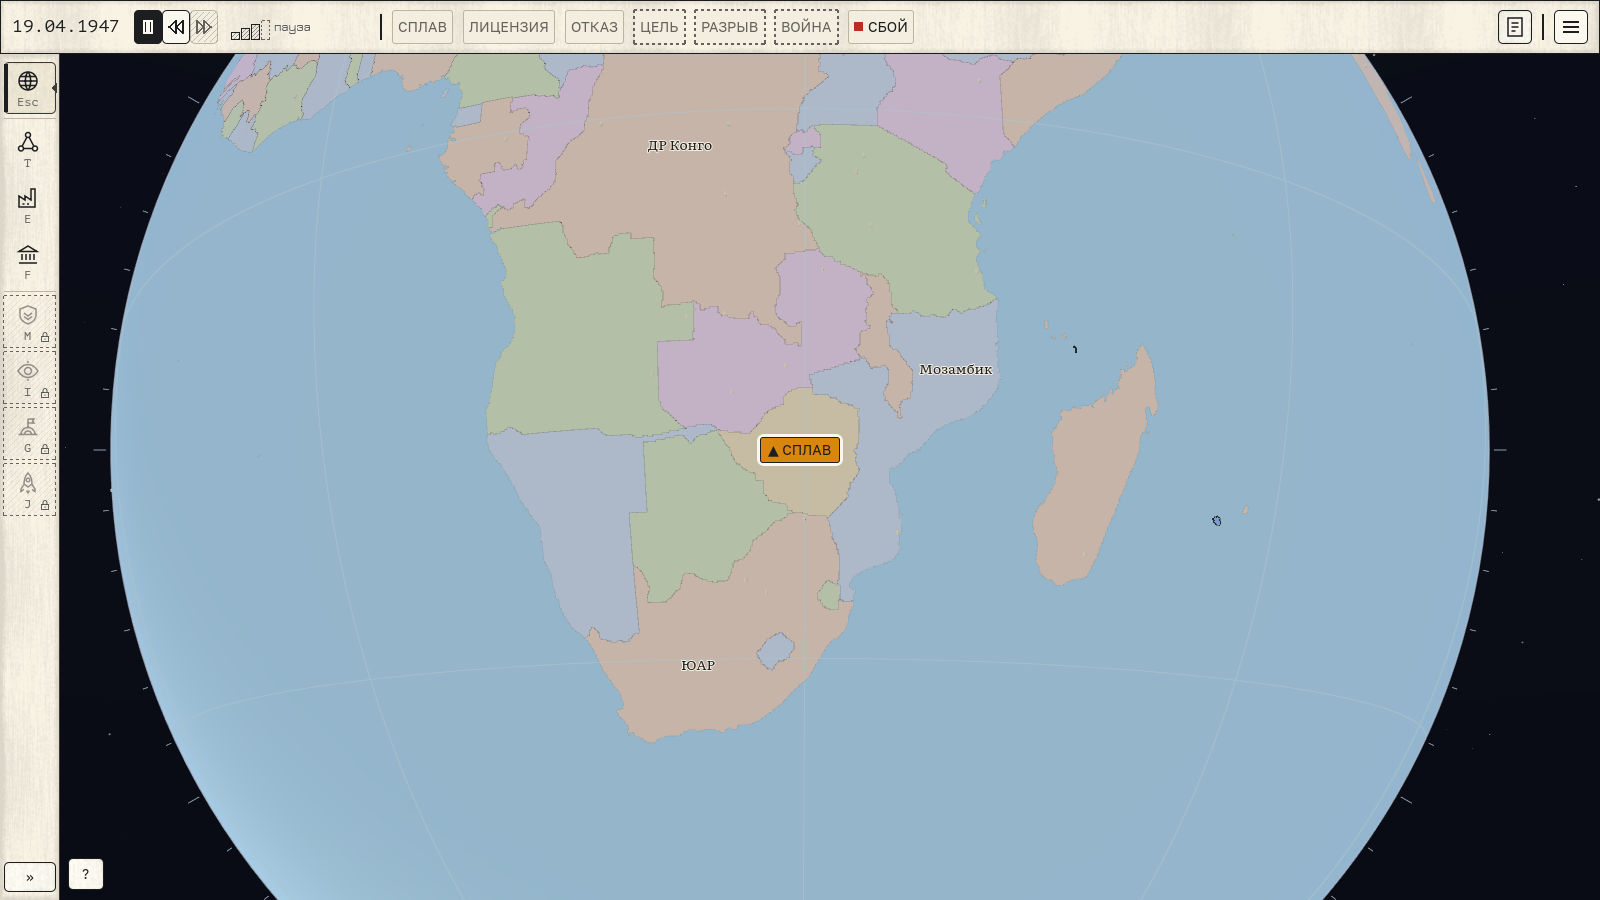 19.04.1947
пауза
СПЛАВ
ЛИЦЕНЗИЯ
ОТКАЗ
ЦЕЛЬ
РАЗРЫВ
ВОЙНА
СБОЙ
Esc
T
E
F
M
I
G
J
»
?
ДР Конго
Мозамбик
▲ СПЛАВ
ЮАР